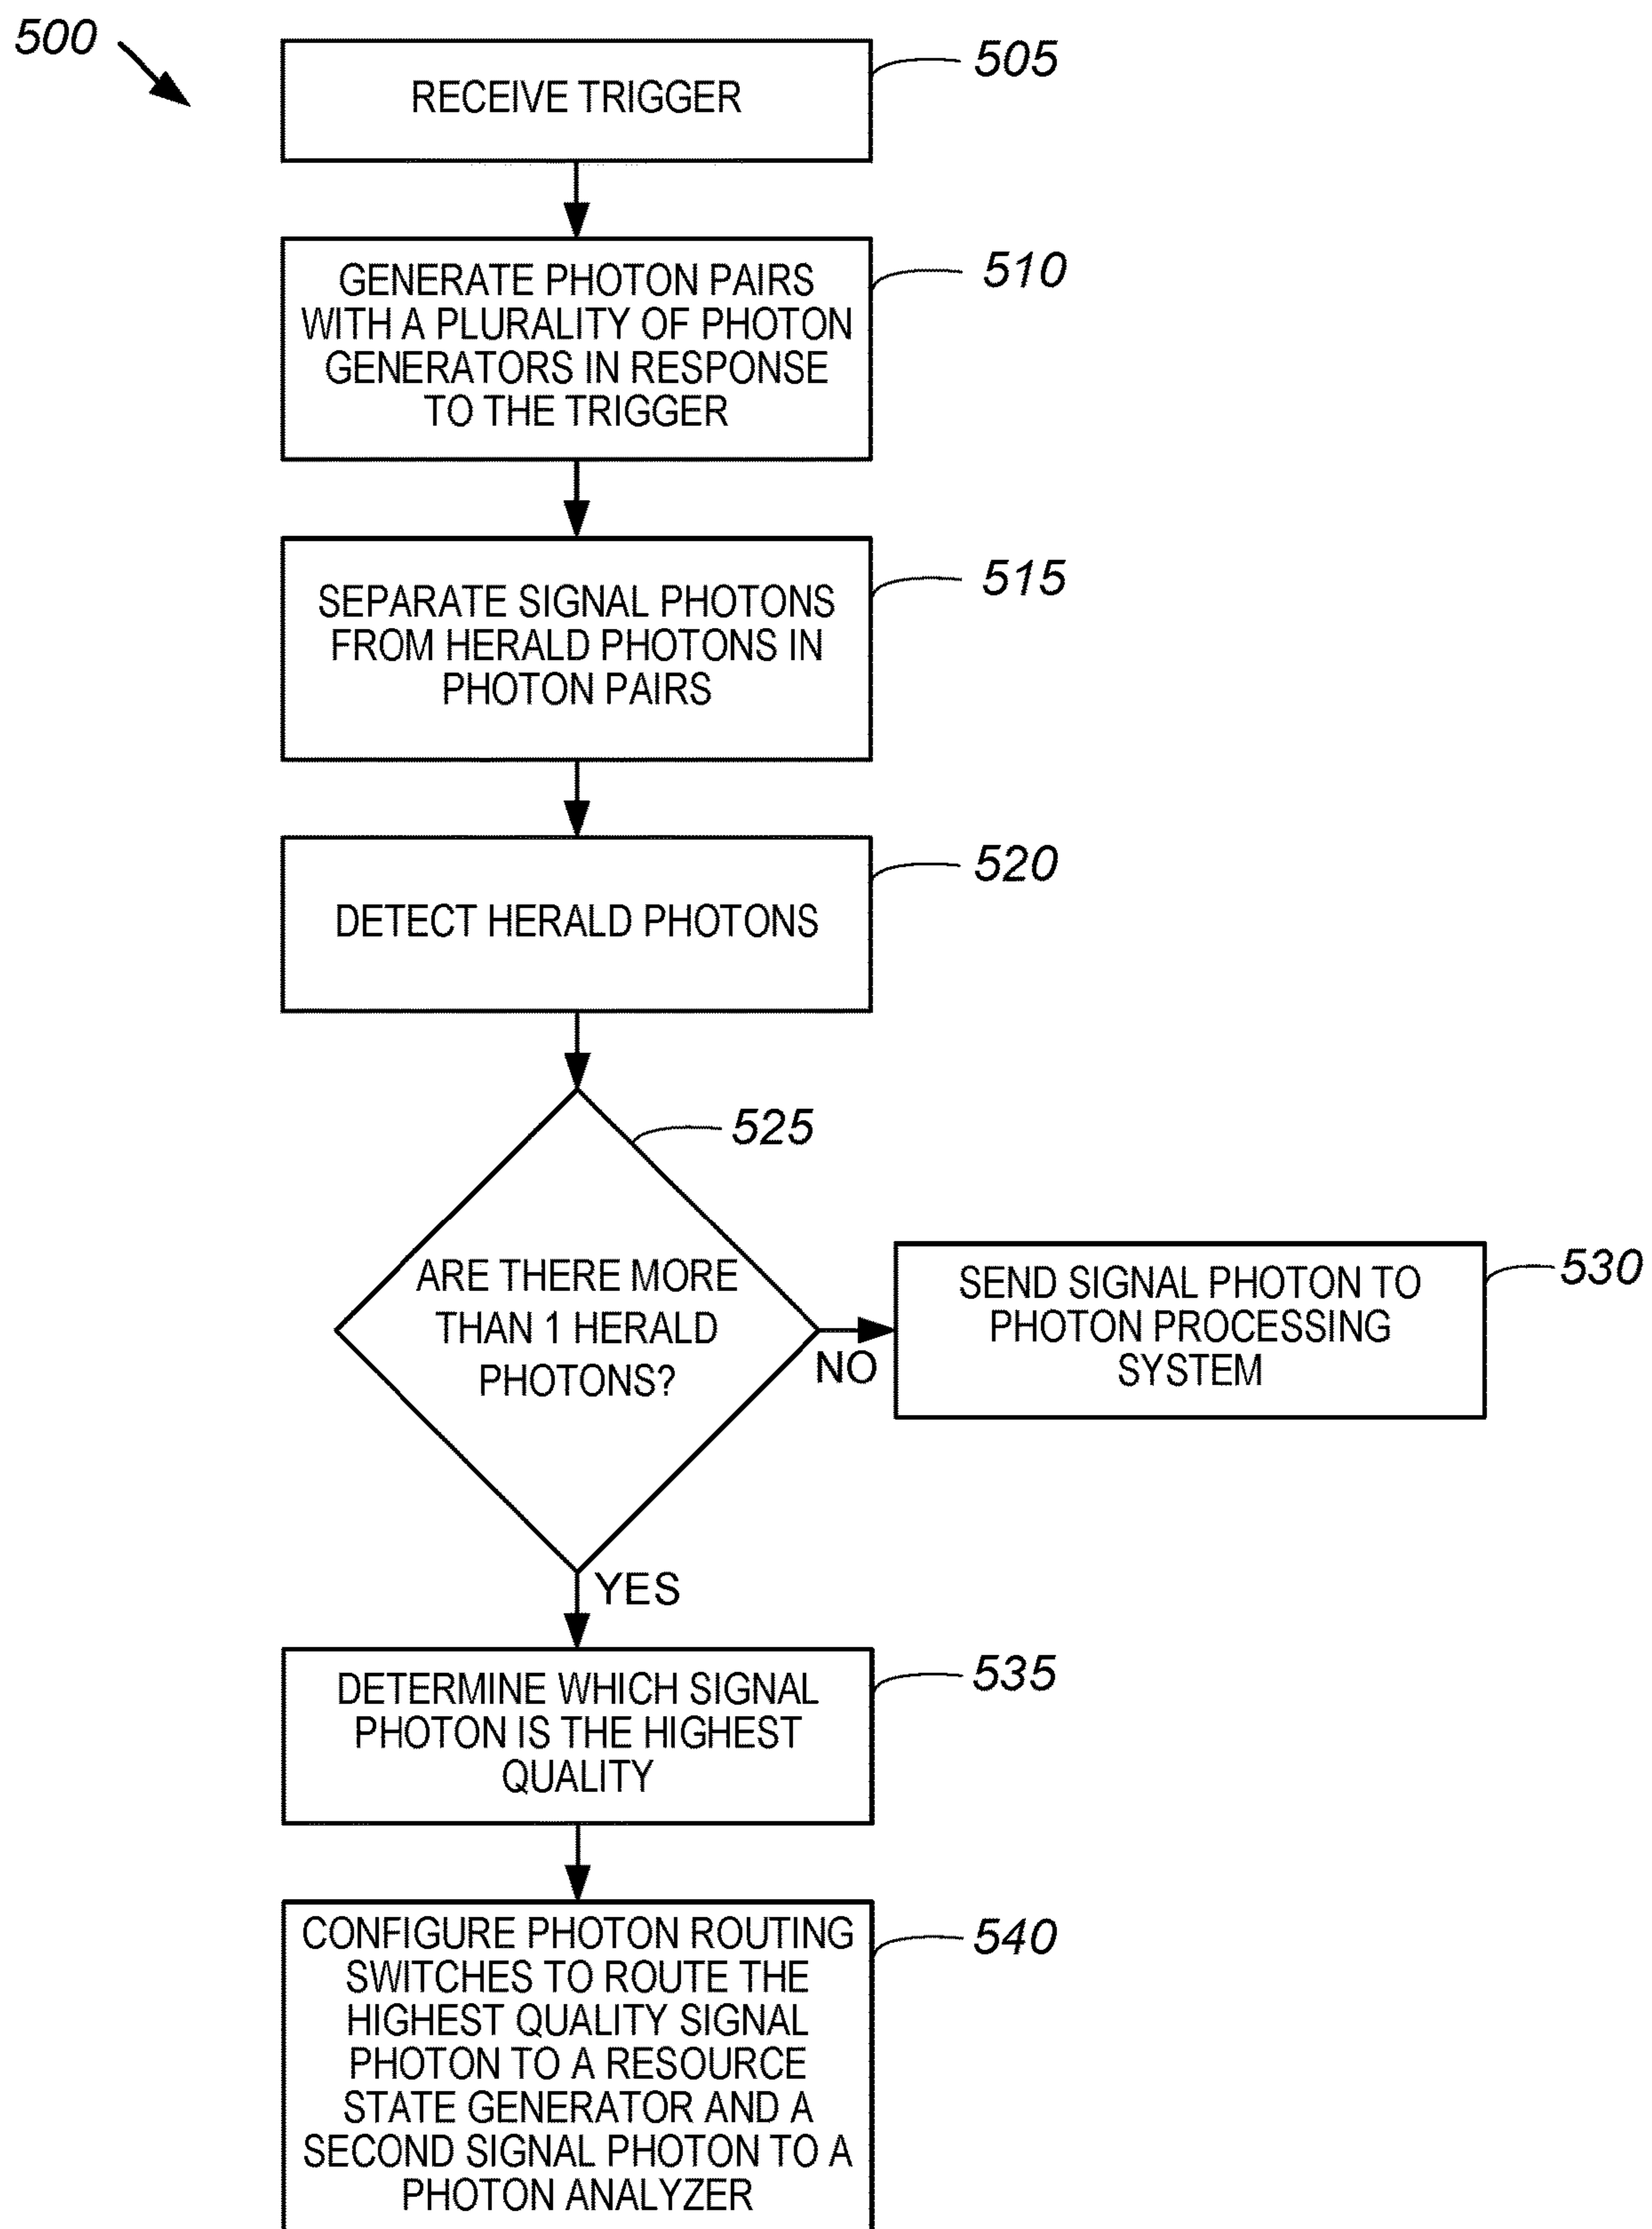 500
RECEIVE TRIGGER
505
GENERATE PHOTON PAIRS
WITH A PLURALITY OF PHOTON
GENERATORS IN RESPONSE
TO THE TRIGGER
510
SEPARATE SIGNAL PHOTONS
FROM HERALD PHOTONS IN
PHOTON PAIRS
515
DETECT HERALD PHOTONS
520
525
ARE THERE MORE
THAN 1 HERALD
PHOTONS?
NO
SEND SIGNAL PHOTON TO
PHOTON PROCESSING
SYSTEM
530
YES
DETERMINE WHICH SIGNAL
PHOTON IS THE HIGHEST
QUALITY
535
CONFIGURE PHOTON ROUTING
SWITCHES TO ROUTE THE
HIGHEST QUALITY SIGNAL
PHOTON TO A RESOURCE
STATE GENERATOR AND A
SECOND SIGNAL PHOTON TO A
PHOTON ANALYZER
540